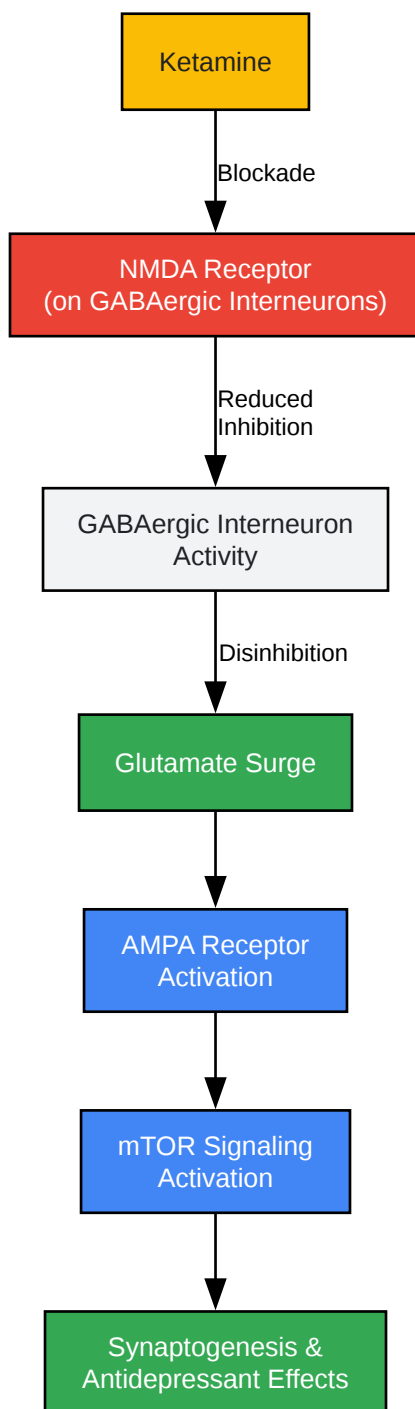 Ketamine
Blockade
NMDA Receptor
(on GABAergic Interneurons)
Reduced
Inhibition
GABAergic Interneuron
Activity
Disinhibition
Glutamate Surge
AMPA Receptor
Activation
mTOR Signaling
Activation
Synaptogenesis &
Antidepressant Effects